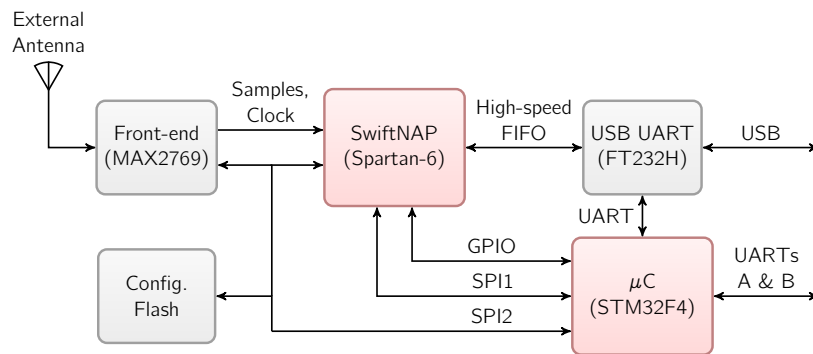 External
Antenna
Front-end
(MAX2769)
Samples,
Clock
SwiftNAP
(Spartan-6)
High-speed
FIFO
USB UART
(FT232H)
USB
UART
GPIO
SPI1
SPI2
Config.
Flash
μC
(STM32F4)
UARTs
A & B